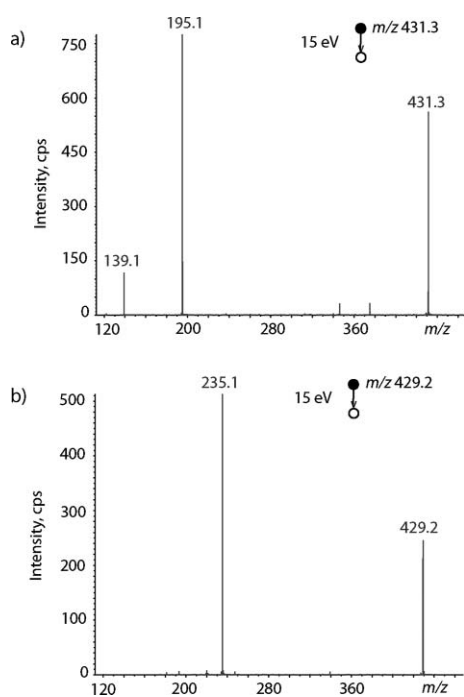 a)
195.1
m/z 431.3
15 eV
431.3
139.1
Intensity, cps
750
600
450
300
150
0
120
200
280
360
m/z
b)
235.1
m/z 429.2
15 eV
429.2
Intensity, cps
500
400
300
200
100
0
120
200
280
360
m/z